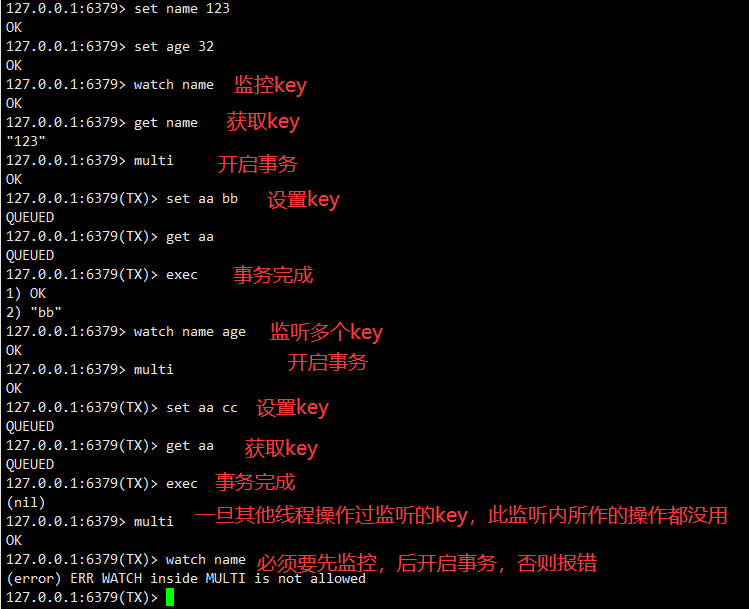 127.0.0.1:6379> set name 123
OK
127.0.0.1:6379> set age 32
OK
127.0.0.1:6379> watch name 监控key
OK
127.0.0.1:6379> get name 获取key
"123"
127.0.0.1:6379> multi 开启事务
OK
127.0.0.1:6379(TX)> set aa bb 设置key
QUEUED
127.0.0.1:6379(TX)> get aa
QUEUED
127.0.0.1:6379(TX)> exec 事务完成
1) OK
2) "bb"
127.0.0.1:6379> watch name age 监听多个key
OK
127.0.0.1:6379> multi 开启事务
OK
127.0.0.1:6379(TX)> set aa cc 设置key
QUEUED
127.0.0.1:6379(TX)> get aa 获取key
QUEUED
127.0.0.1:6379(TX)> exec 事务完成
(nil)
127.0.0.1:6379> multi 一旦其他线程操作过监听的key，此监听内所作的操作都没用
OK
127.0.0.1:6379(TX)> watch name 必须要先监控，后开启事务，否则报错
(error) ERR WATCH inside MULTI is not allowed
127.0.0.1:6379(TX)>